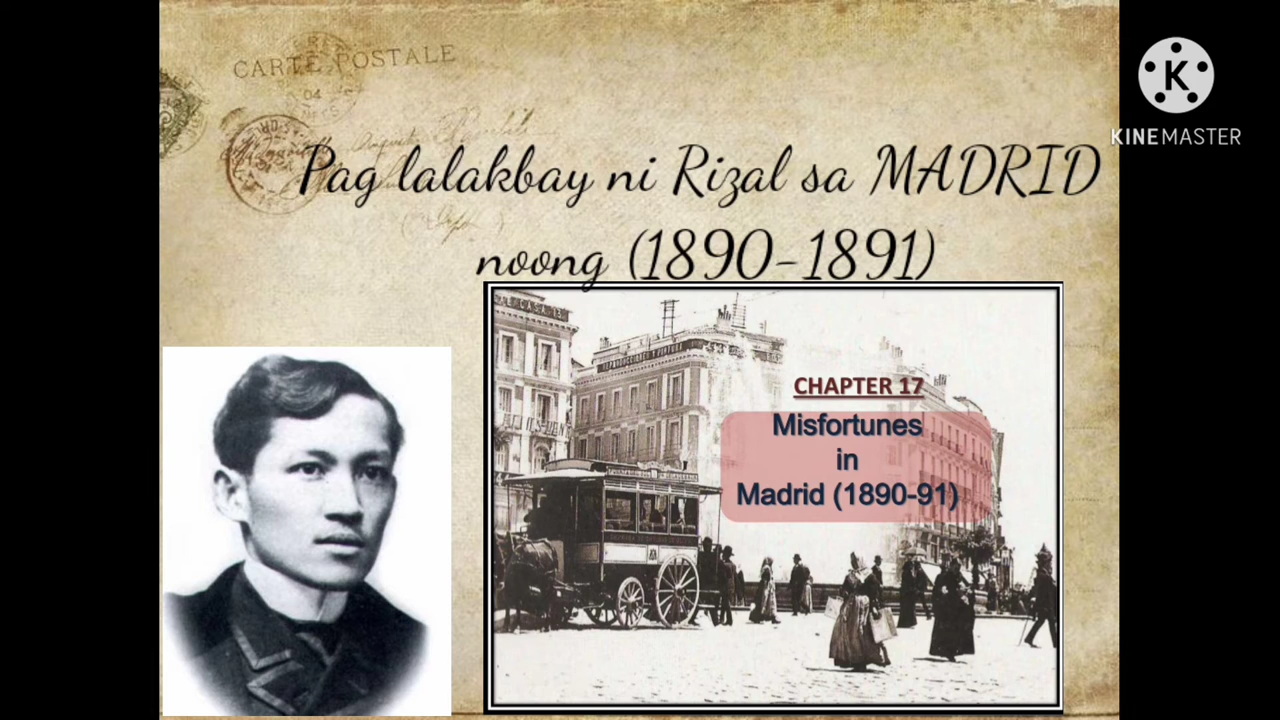 CARTE POSTALE
04
Pag lalakbay ni Rizal sa MADRID
noong (1890-1891)
CHAPTER 17
Misfortunes
in
Madrid (1890-91)
K
KINEMASTER